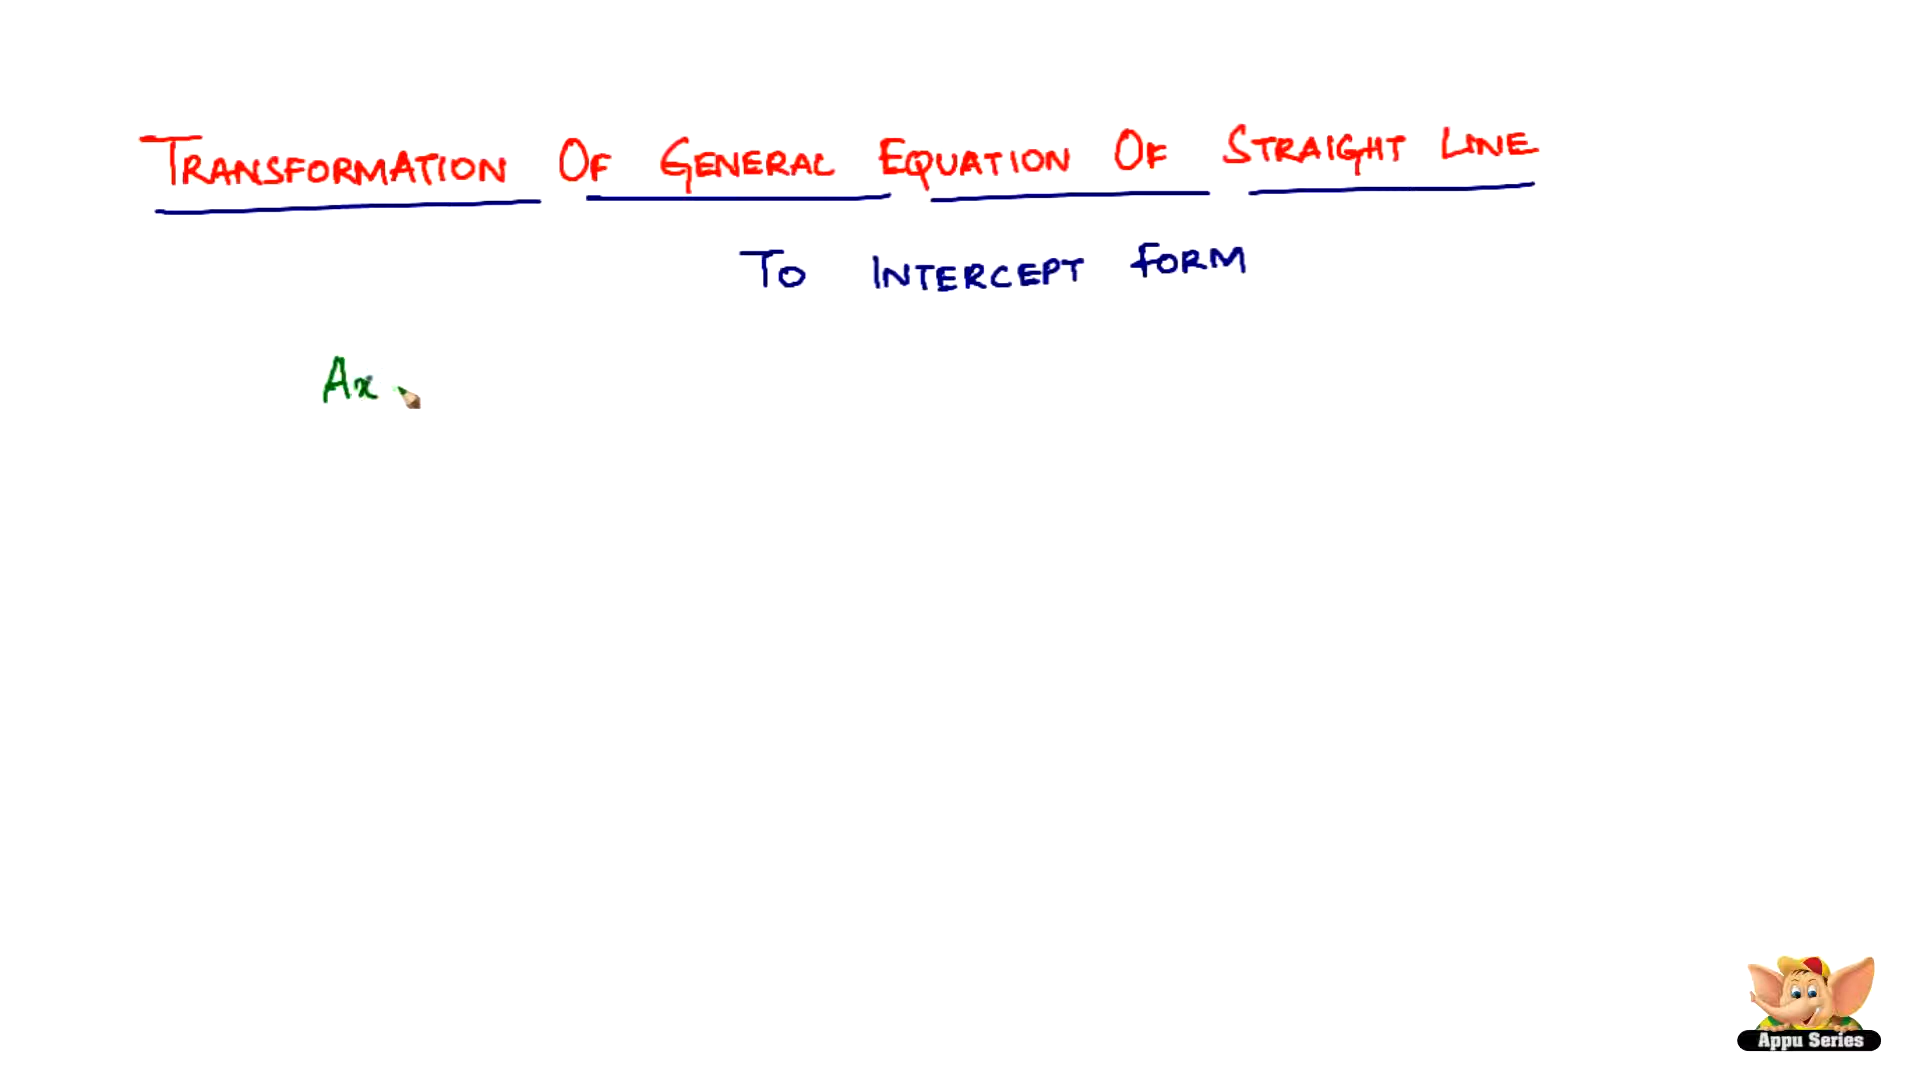 TRANSFORMATION OF GENERAL EQUATION OF STRAIGHT LINE
TO INTERCEPT FORM
Ax
Appu Series